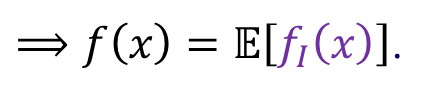 ⟹ f(x) = 𝔼[f_I(x)].